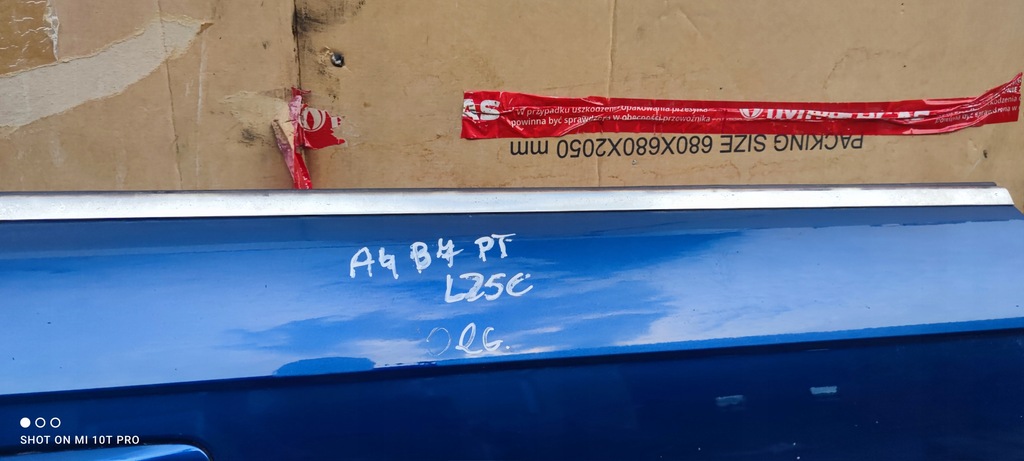 AS
W przypadku uszkodzenia opakowania przesyłka
powinna być sprawdzona w obecności przewoźnika
PACKING SIZE 680X680X2050 mm
A4 B4 PT
LZ5C
ORG.
SHOT ON MI 10T PRO